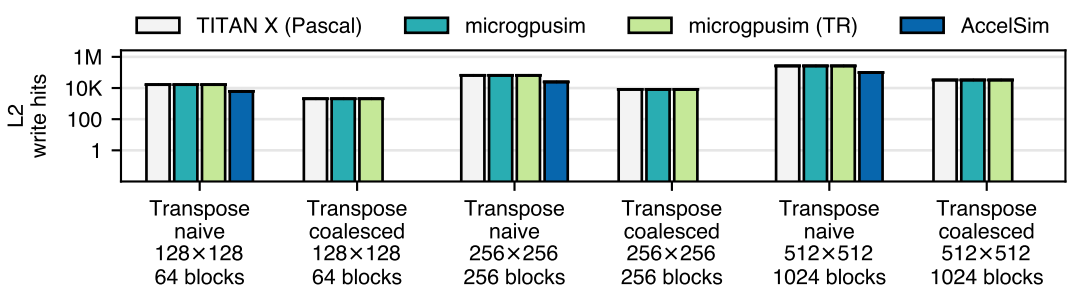 TITAN X (Pascal) microgpusim microgpusim (TR) AccelSim
L2
write hits
1M
10K
100
1
Transpose
naive
128×128
64 blocks
Transpose
coalesced
128×128
64 blocks
Transpose
naive
256×256
256 blocks
Transpose
coalesced
256×256
256 blocks
Transpose
naive
512×512
1024 blocks
Transpose
coalesced
512×512
1024 blocks